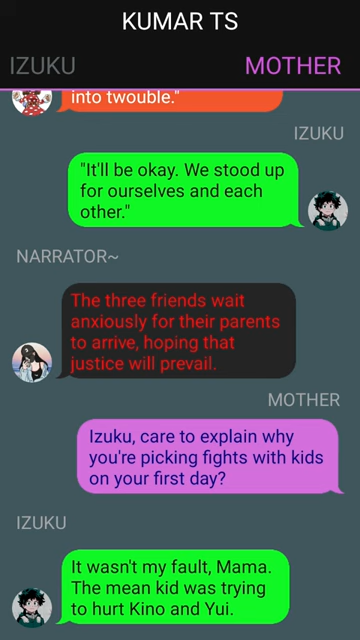 KUMAR TS
IZUKU
MOTHER
into twouble."
IZUKU
"It'll be okay. We stood up
for ourselves and each
other."
NARRATOR~
The three friends wait
anxiously for their parents
to arrive, hoping that
justice will prevail.
MOTHER
Izuku, care to explain why
you're picking fights with kids
on your first day?
IZUKU
It wasn't my fault, Mama.
The mean kid was trying
to hurt Kino and Yui.